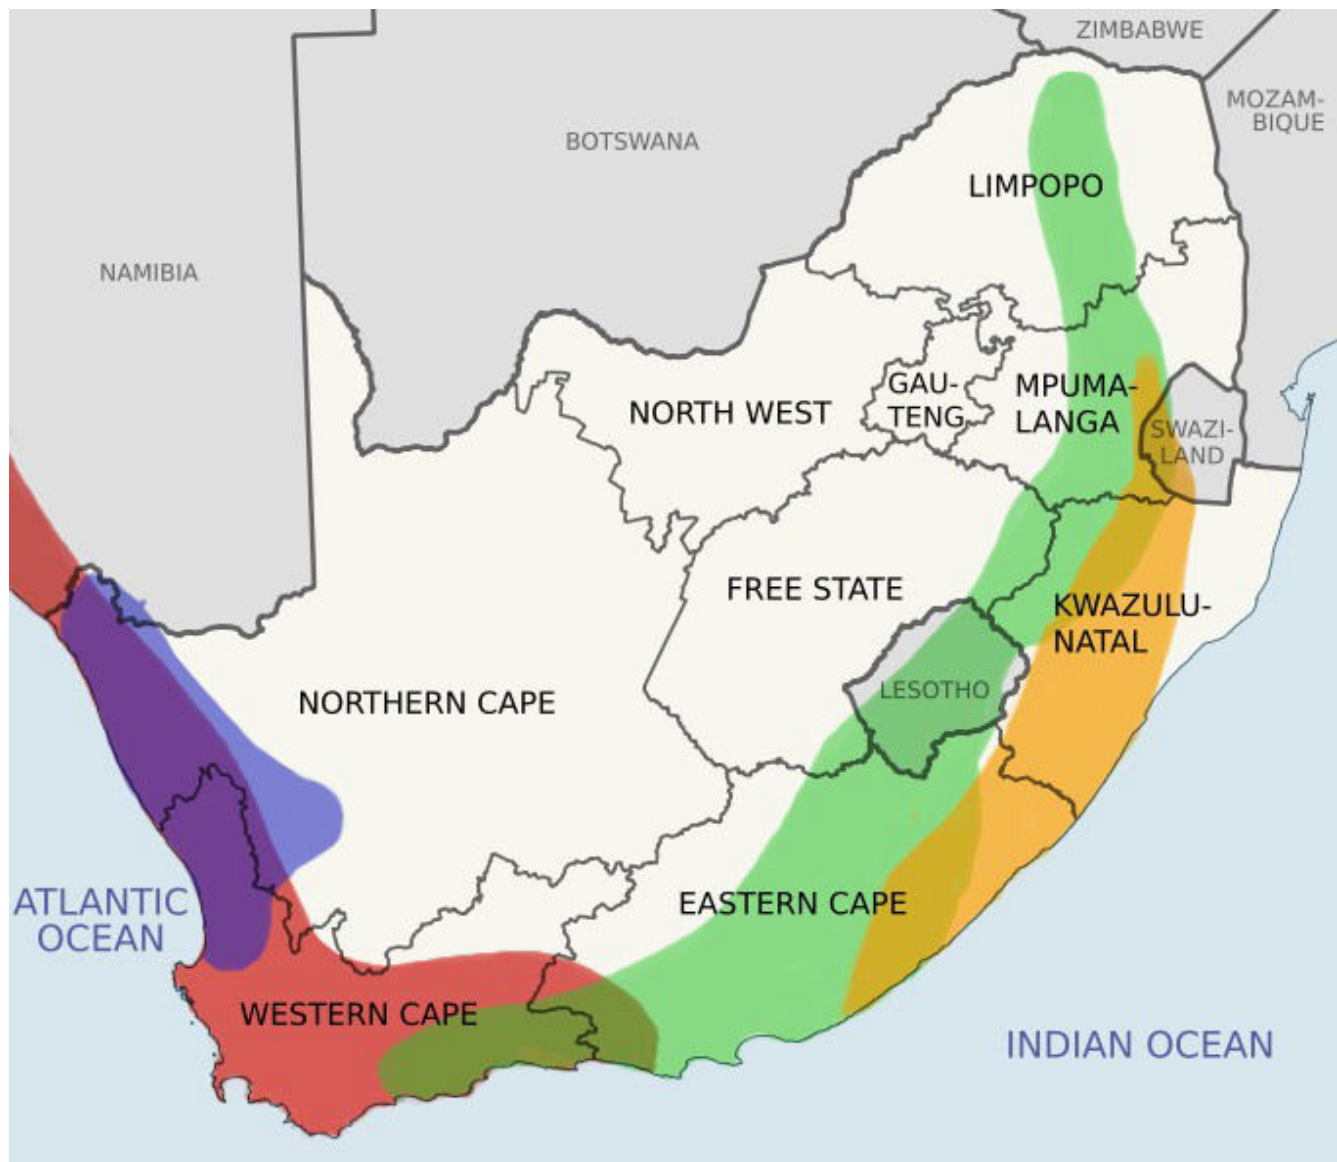 ZIMBABWE
MOZAM-
BIQUE
BOTSWANA
LIMPOPO
NAMIBIA
GAU-
TENG
MPUMA-
LANGA
NORTH WEST
SWAZI-
LAND
FREE STATE
KWAZULU-
NATAL
LESOTHO
NORTHERN CAPE
ATLANTIC
OCEAN
EASTERN CAPE
WESTERN CAPE
INDIAN OCEAN